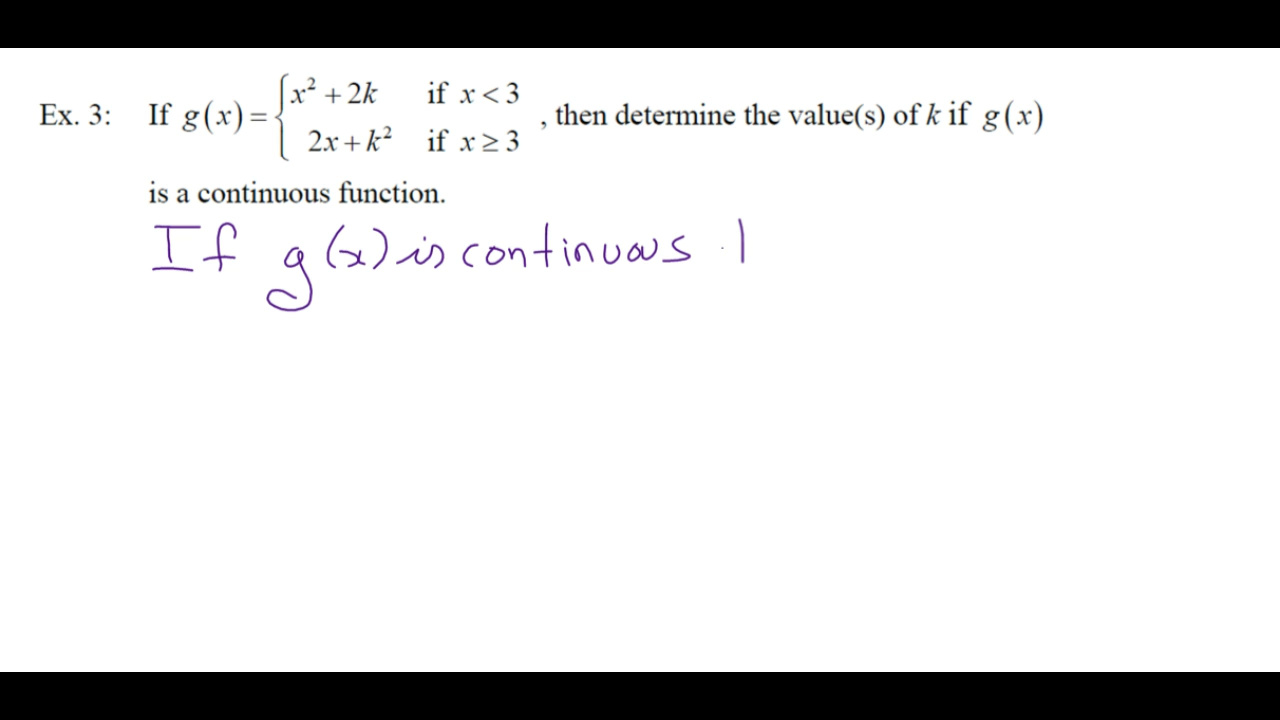 Ex. 3: If g(x) = { x² + 2k if x < 3
2x + k² if x ≥ 3 , then determine the value(s) of k if g(x)
is a continuous function.
If g(x) is continuous